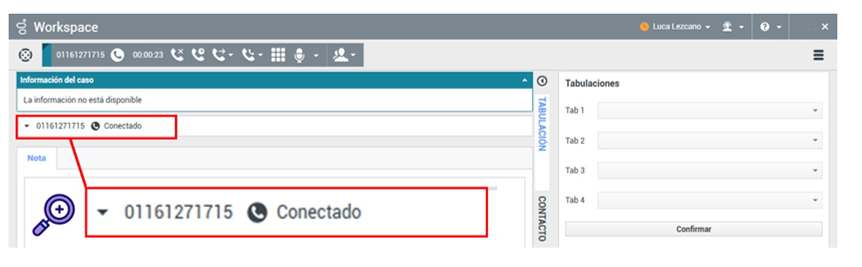 Workspace
Luca Lezcano
01161271715 00:00:23
Información del caso
La información no está disponible
01161271715 Conectado
Nota
01161271715 Conectado
TABULACIÓN
CONTACTO
Tabulaciones
Tab 1
Tab 2
Tab 3
Tab 4
Confirmar